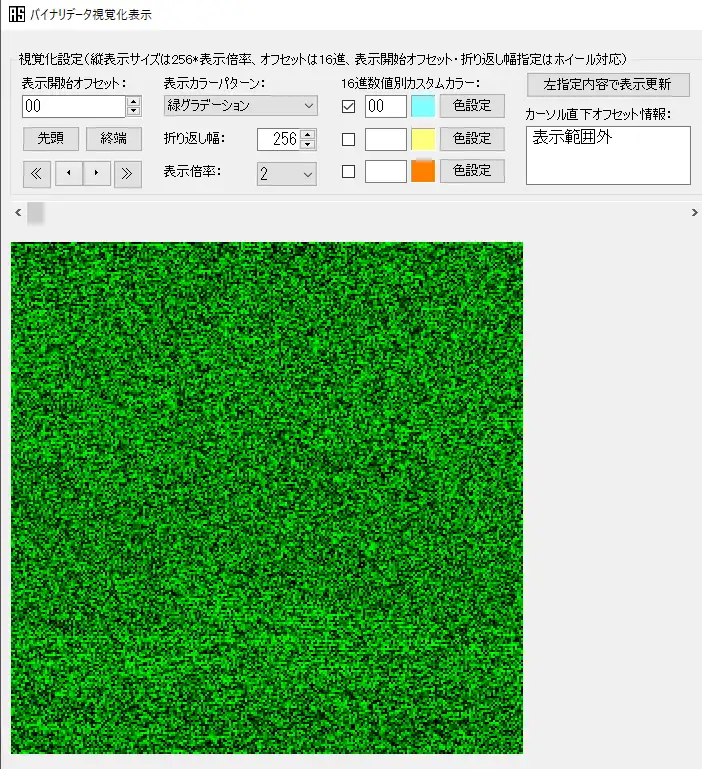 バイナリデータ視覚化表示
視覚化設定(縦表示サイズは256*表示倍率、オフセットは16進、表示開始オフセット・折り返し幅指定はホイール対応)
表示開始オフセット:
表示カラーパターン:
16進数値別カスタムカラー:
左指定内容で表示更新
00
緑グラデーション
00
色設定
カーソル直下オフセット情報:
先頭
終端
折り返し幅:
256
色設定
表示範囲外
表示倍率:
2
色設定